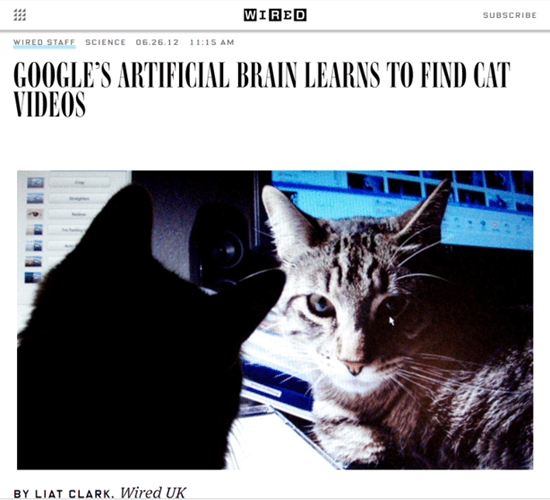 WIRED
SUBSCRIBE
WIRED STAFF SCIENCE 06.26.12 11:15 AM
GOOGLE'S ARTIFICIAL BRAIN LEARNS TO FIND CAT
VIDEOS
BY LIAT CLARK, Wired UK